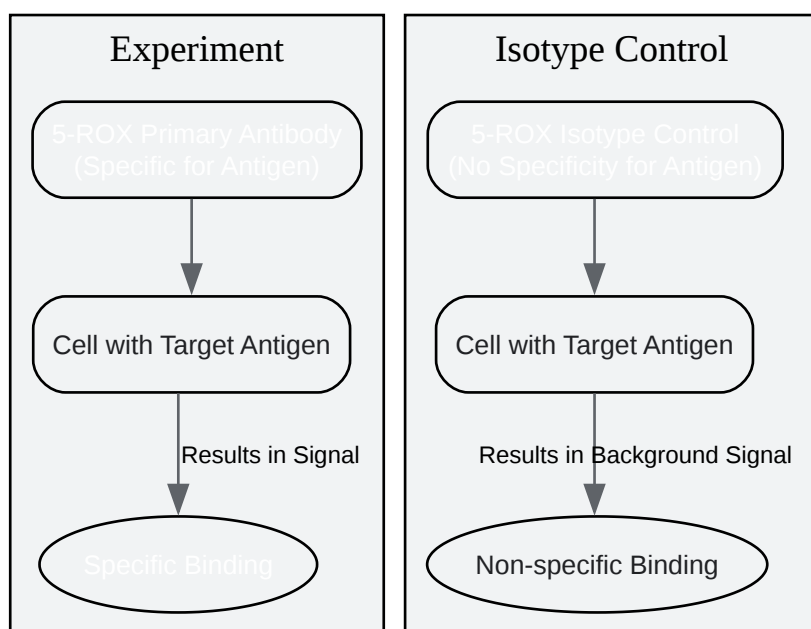 Experiment
5-ROX Primary Antibody
(Specific for Antigen)
Cell with Target Antigen
Results in Signal
Specific Binding
Isotype Control
5-ROX Isotype Control
(No Specificity for Antigen)
Cell with Target Antigen
Results in Background Signal
Non-specific Binding